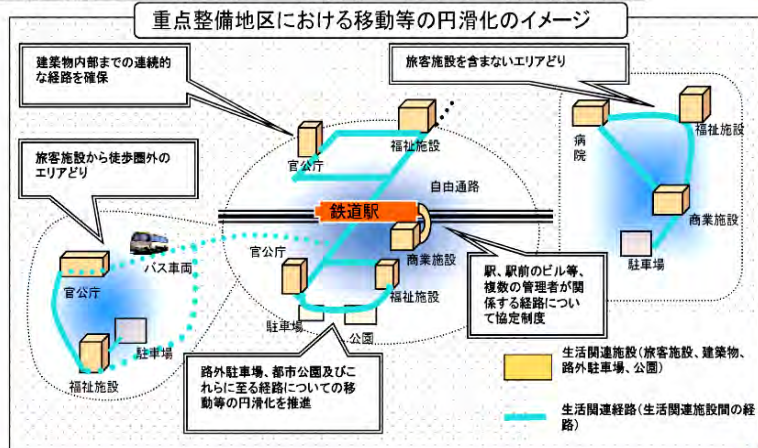 重点整備地区における移動等の円滑化のイメージ
建築物内部までの連続的
な経路を確保
旅客施設を含まないエリアどり
旅客施設から徒歩圏外の
エリアどり
官公庁
福祉施設
自由通路
鉄道駅
病院
福祉施設
商業施設
駐車場
バス車両
官公庁
駐車場
福祉施設
官公庁
商業施設
福祉施設
駐車場
公園
駅、駅前のビル等、
複数の管理者が関
係する経路につい
て協定制度
路外駐車場、都市公園及びこ
れらに至る経路についての移
動等の円滑化を推進
生活関連施設(旅客施設、建築物、
路外駐車場、公園)
生活関連経路(生活関連施設間の経
路)